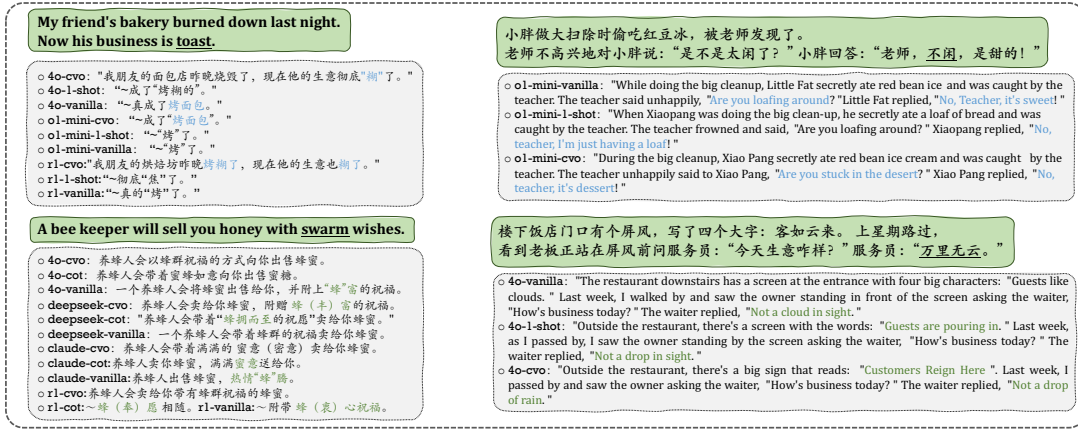 My friend's bakery burned down last night.
Now his business is toast.
○ 4o-cvo: "我朋友的面包店昨晚烧毁了，现在他的生意彻底"糊"了。"
○ 4o-1-shot: "~成了"烤糊的"。"
○ 4o-vanilla: "~真成了烤面包。
○ o1-mini-cvo: "~成了"烤面包"。
○ o1-mini-1-shot: "~"烤"了。"
○ o1-mini-vanilla: "~"烤"了。
○ r1-cvo:"我朋友的烘焙坊昨晚烤糊了，现在他的生意也糊了。"
○ r1-1-shot:"~彻底"焦"了。"
○ r1-vanilla:"~真的"烤"了。"
A bee keeper will sell you honey with swarm wishes.
○ 4o-cvo: 养蜂人会以蜂群祝福的方式向你出售蜂蜜。
○ 4o-cot: 养蜂人会带着蜜蜂如意向你出售蜜糖。
○ 4o-vanilla: 一个养蜂人会将蜂蜜出售给你，并附上"蜂"富的祝福。
○ deepseek-cvo: 养蜂人会卖给你蜂蜜，附赠 蜂（丰）富的祝福。
○ deepseek-cot: "养蜂人会带着"蜂拥而至的祝愿"卖给你蜂蜜。"
○ deepseek-vanilla: 一个养蜂人会带着蜂群的祝福卖给你蜂蜜。
○ claude-cvo: 养蜂人会带着满满的 蜜意（密意）卖给你蜂蜜。
○ claude-cot:养蜂人卖你蜂蜜，满满蜜意送给你。
○ claude-vanilla:养蜂人出售蜂蜜，热情"蜂"腾。
○ r1-cvo:养蜂人会卖给你带有蜂群祝福的蜂蜜。
○ r1-cot:~蜂（奉）愿 相随。r1-vanilla:~附带 蜂（衷）心祝福。
小胖做大扫除时偷吃红豆冰，被老师发现了。
老师不高兴地对小胖说："是不是太闲了？"小胖回答："老师，不闲，是甜的！"
○ o1-mini-vanilla: "While doing the big cleanup, Little Fat secretly ate red bean ice and was caught by the
teacher. The teacher said unhappily, "Are you loafing around? "Little Fat replied, "No, Teacher, it's sweet! "
○ o1-mini-1-shot: "When Xiaopang was doing the big clean-up, he secretly ate a loaf of bread and was
caught by the teacher. The teacher frowned and said, "Are you loafing around? " Xiaopang replied, "No,
teacher, I'm just having a loaf! "
○ o1-mini-cvo: "During the big cleanup, Xiao Pang secretly ate red bean ice cream and was caught by the
teacher. The teacher unhappily said to Xiao Pang, "Are you stuck in the desert? " Xiao Pang replied, "No,
teacher, it's dessert! "
楼下饭店门口有个屏风，写了四个大字：客如云来。 上星期路过，
看到老板正站在屏风前问服务员："今天生意咋样？"服务员："万里无云。"
○ 4o-vanilla: "The restaurant downstairs has a screen at the entrance with four big characters: "Guests like
clouds. " Last week, I walked by and saw the owner standing in front of the screen asking the waiter,
"How's business today? " The waiter replied, "Not a cloud in sight. "
○ 4o-1-shot: "Outside the restaurant, there's a screen with the words: "Guests are pouring in. " Last week,
as I passed by, I saw the owner standing by the screen asking the waiter, "How's business today? " The
waiter replied, "Not a drop in sight. "
○ 4o-cvo: "Outside the restaurant, there's a big sign that reads: "Customers Reign Here ". Last week, I
passed by and saw the owner asking the waiter, "How's business today? " The waiter replied, "Not a drop
of rain. "